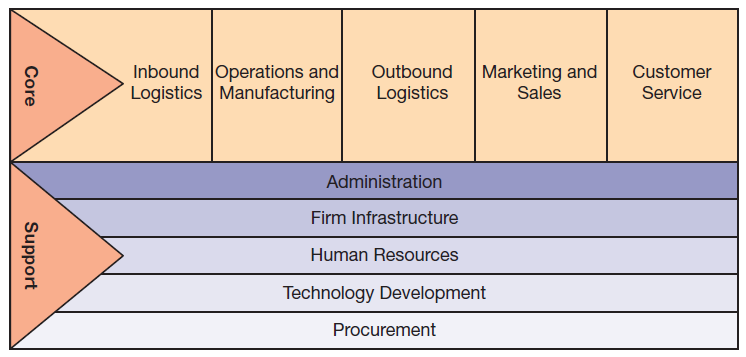 Core
Inbound
Logistics
Operations and
Manufacturing
Outbound
Logistics
Marketing and
Sales
Customer
Service
Support
Administration
Firm Infrastructure
Human Resources
Technology Development
Procurement